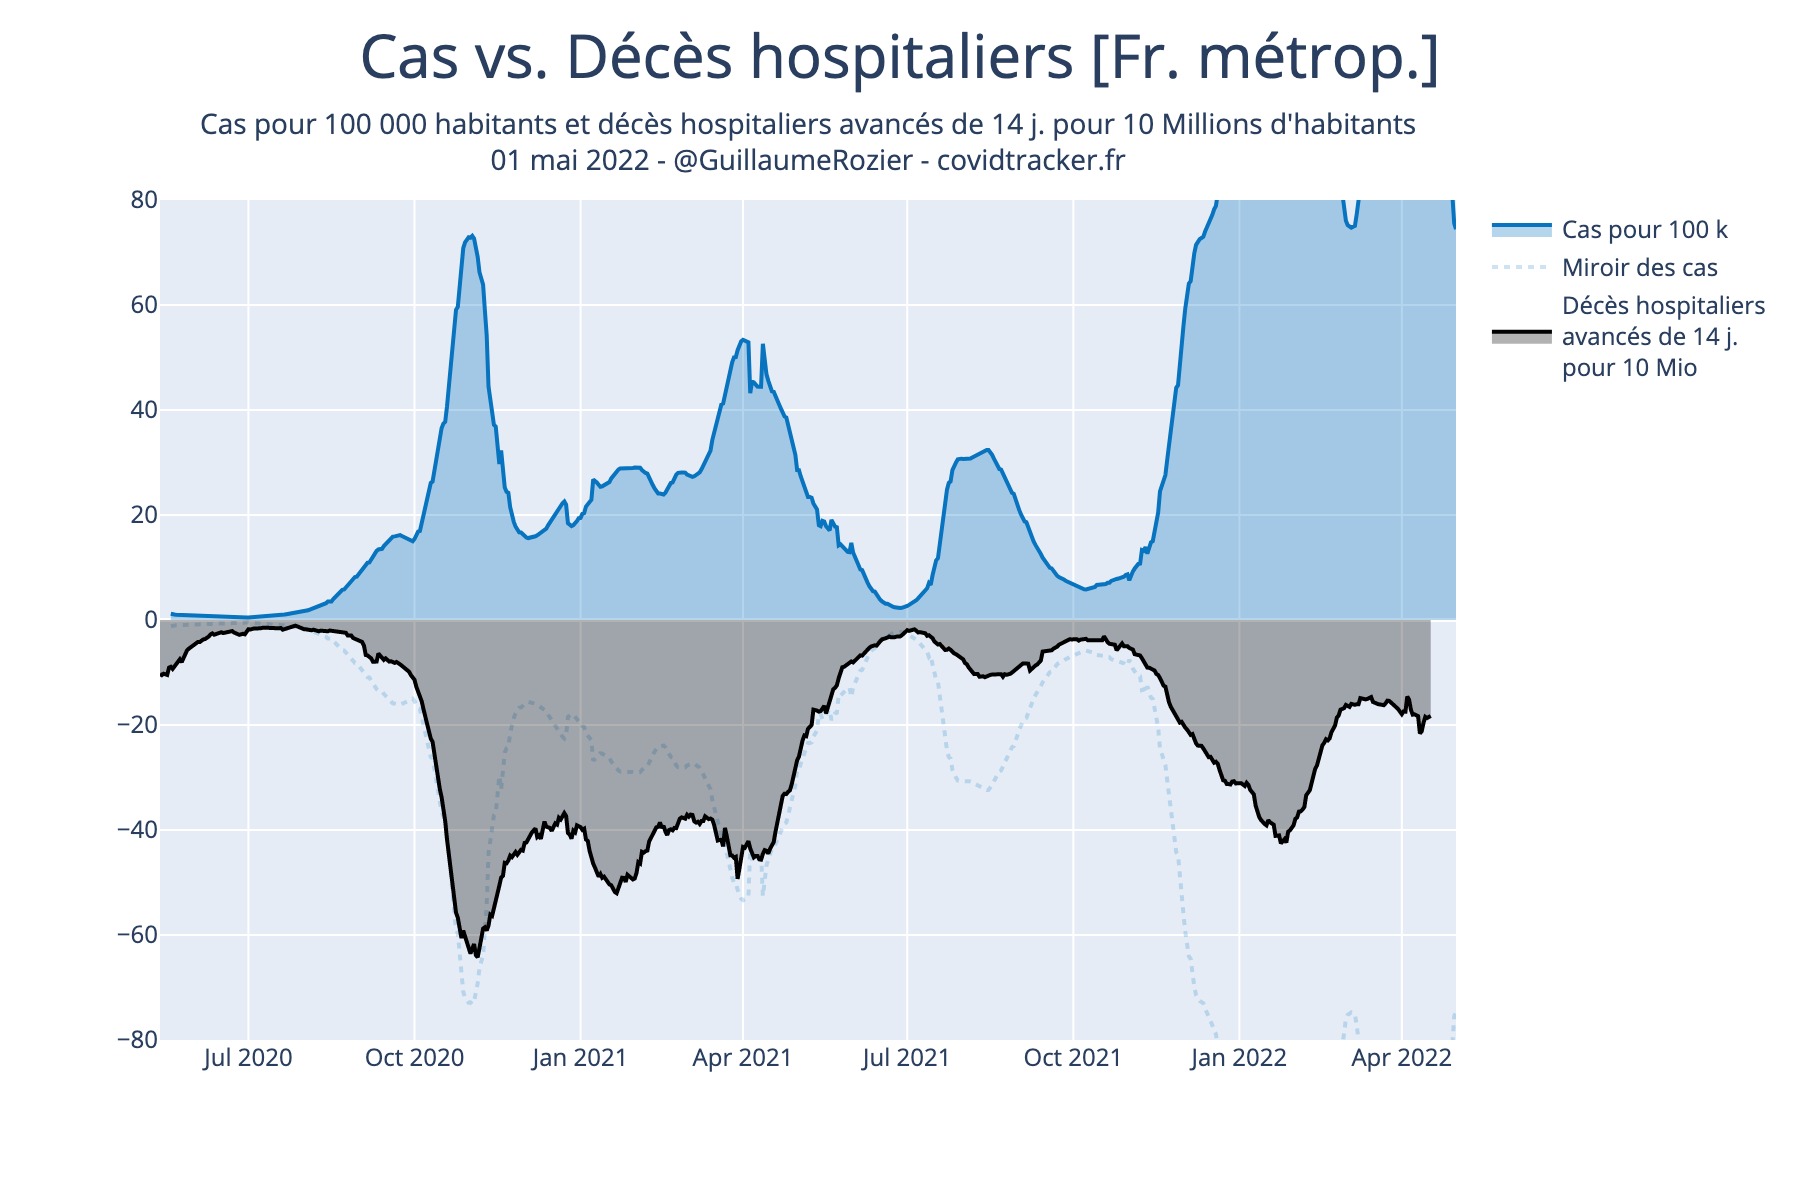 Cas vs. Décès hospitaliers [Fr. métrop.]
Cas pour 100 000 habitants et décès hospitaliers avancés de 14 j. pour 10 Millions d'habitants
01 mai 2022 - @GuillaumeRozier - covidtracker.fr
80
60
40
20
0
−20
−40
−60
−80
Jul 2020
Oct 2020
Jan 2021
Apr 2021
Jul 2021
Oct 2021
Jan 2022
Apr 2022
Cas pour 100 k
Miroir des cas
Décès hospitaliers
avancés de 14 j.
pour 10 Mio